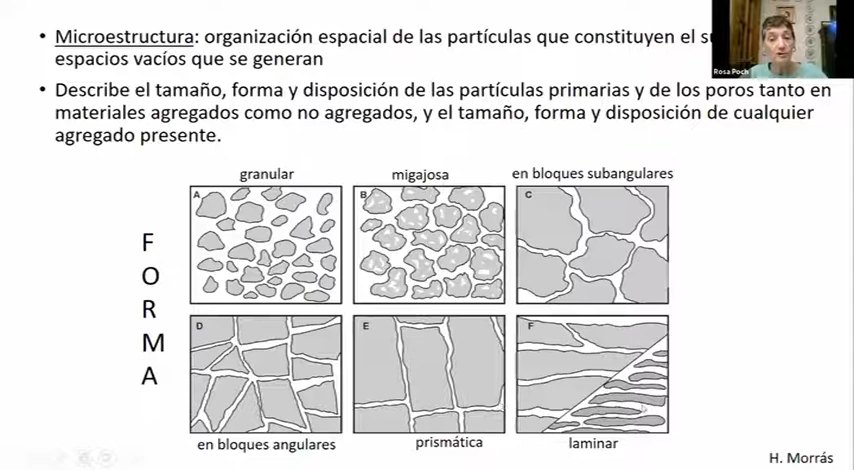 • Microestructura: organización espacial de las partículas que constituyen el
espacios vacíos que se generan
• Describe el tamaño, forma y disposición de las partículas primarias y de los poros tanto en
materiales agregados como no agregados, y el tamaño, forma y disposición de cualquier
agregado presente.
Rosa Poch
granular
migajosa
en bloques subangulares
A
B
C
F
O
R
M
A
D
E
F
en bloques angulares
prismática
laminar
H. Morrás